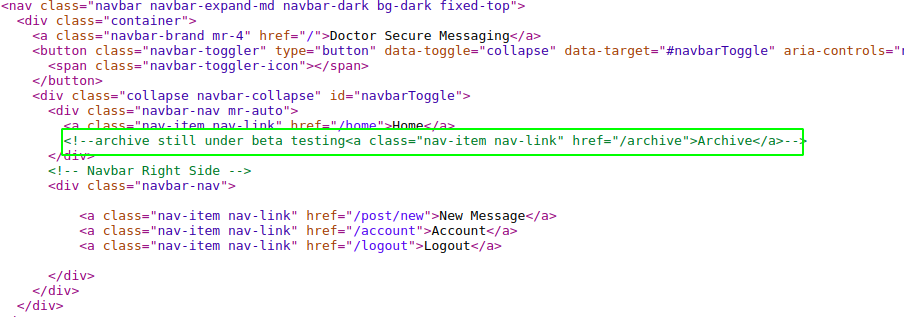 <nav class="navbar navbar-expand-md navbar-dark bg-dark fixed-top">
<div class="container">
<a class="navbar-brand mr-4" href="/">Doctor Secure Messaging</a>
<button class="navbar-toggler" type="button" data-toggle="collapse" data-target="#navbarToggle" aria-controls="
<span class="navbar-toggler-icon"></span>
</button>
<div class="collapse navbar-collapse" id="navbarToggle">
<div class="navbar-nav mr-auto">
<a class="nav-item nav-link" href="/home">Home</a>
<!--archive still under beta testing<a class="nav-item nav-link" href="/archive">Archive</a>-->
</div>
<!-- Navbar Right Side -->
<div class="navbar-nav">
<a class="nav-item nav-link" href="/post/new">New Message</a>
<a class="nav-item nav-link" href="/account">Account</a>
<a class="nav-item nav-link" href="/logout">Logout</a>
</div>
</div>
</div>